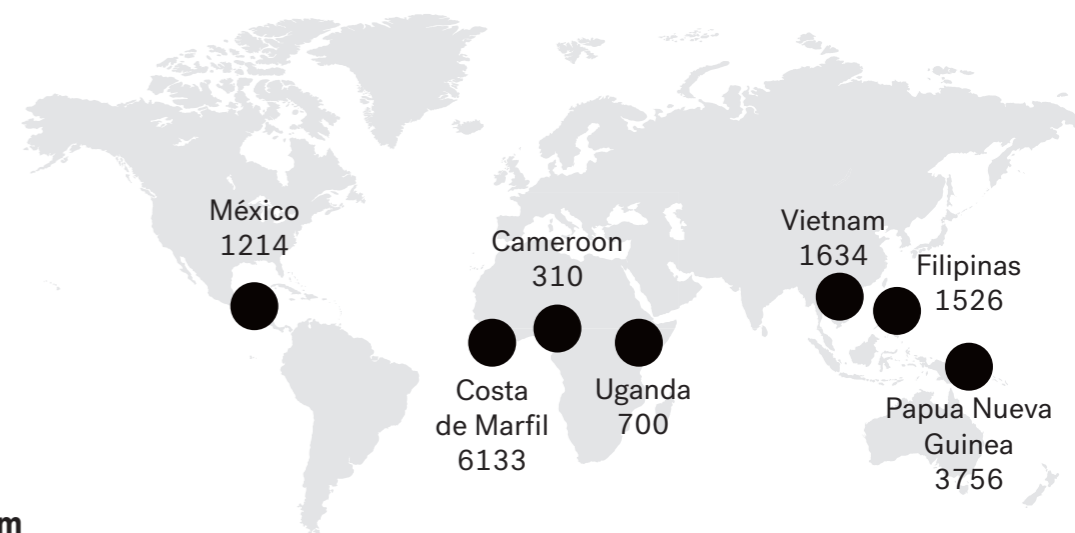 México
1214
Cameroon
310
Vietnam
1634
Filipinas
1526
Costa
de Marfil
6133
Uganda
700
Papua Nueva
Guinea
3756
m